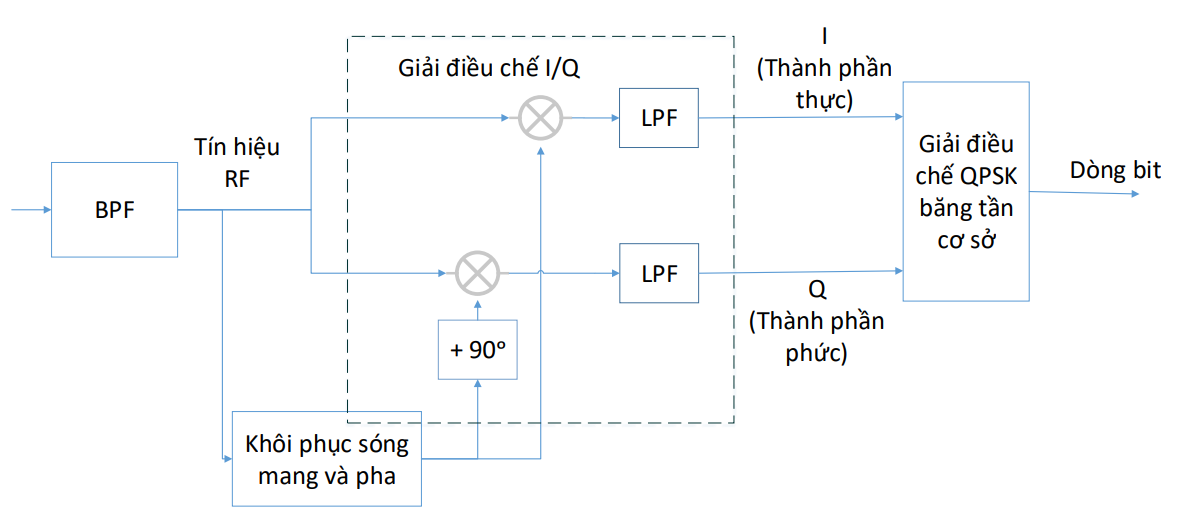 Giải điều chế I/Q
I
(Thành phần
thực)
LPF
Tín hiệu
RF
BPF
Giải điều
chế QPSK
băng tần
cơ sở
Dòng bit
LPF
Q
(Thành phần
phức)
+ 90°
Khôi phục sóng
mang và pha